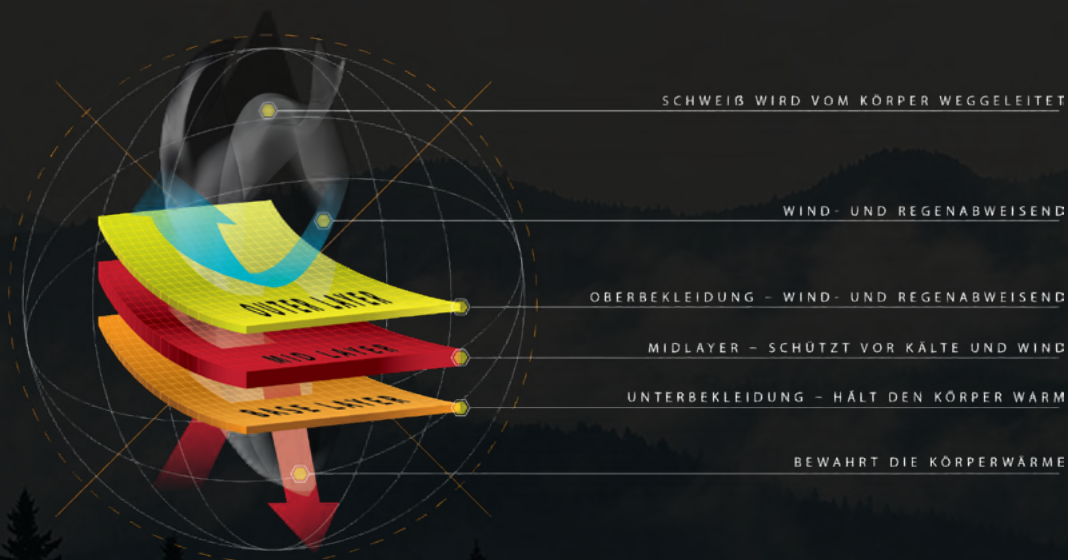 SCHWEIß WIRD VOM KÖRPER WEGGELEITET
WIND- UND REGENABWEISEND
OUTER LAYER
OBERBEKLEIDUNG – WIND- UND REGENABWEISEND
MID LAYER
MIDLAYER – SCHÜTZT VOR KÄLTE UND WIND
BASE LAYER
UNTERBEKLEIDUNG – HÄLT DEN KÖRPER WARM
BEWAHRT DIE KÖRPERWÄRME